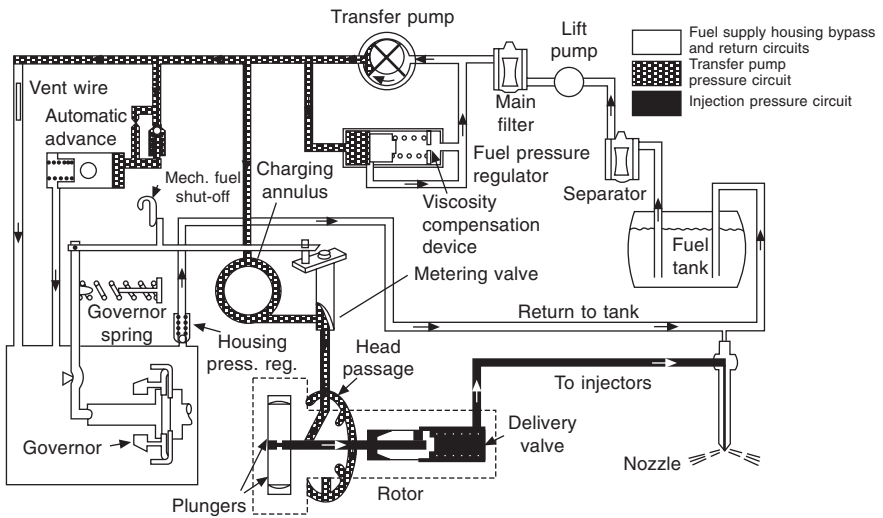 Transfer pump
Lift
pump
Fuel supply housing bypass
and return circuits
Transfer pump
pressure circuit
Injection pressure circuit
Vent wire
Automatic
advance
Main
filter
Mech. fuel
shut-off
Charging
annulus
Fuel pressure
regulator
Separator
Viscosity
compensation
device
Fuel
tank
Metering valve
Governor
spring
Return to tank
Housing
press. reg.
Head
passage
To injectors
Governor
Delivery
valve
Nozzle
Plungers
Rotor